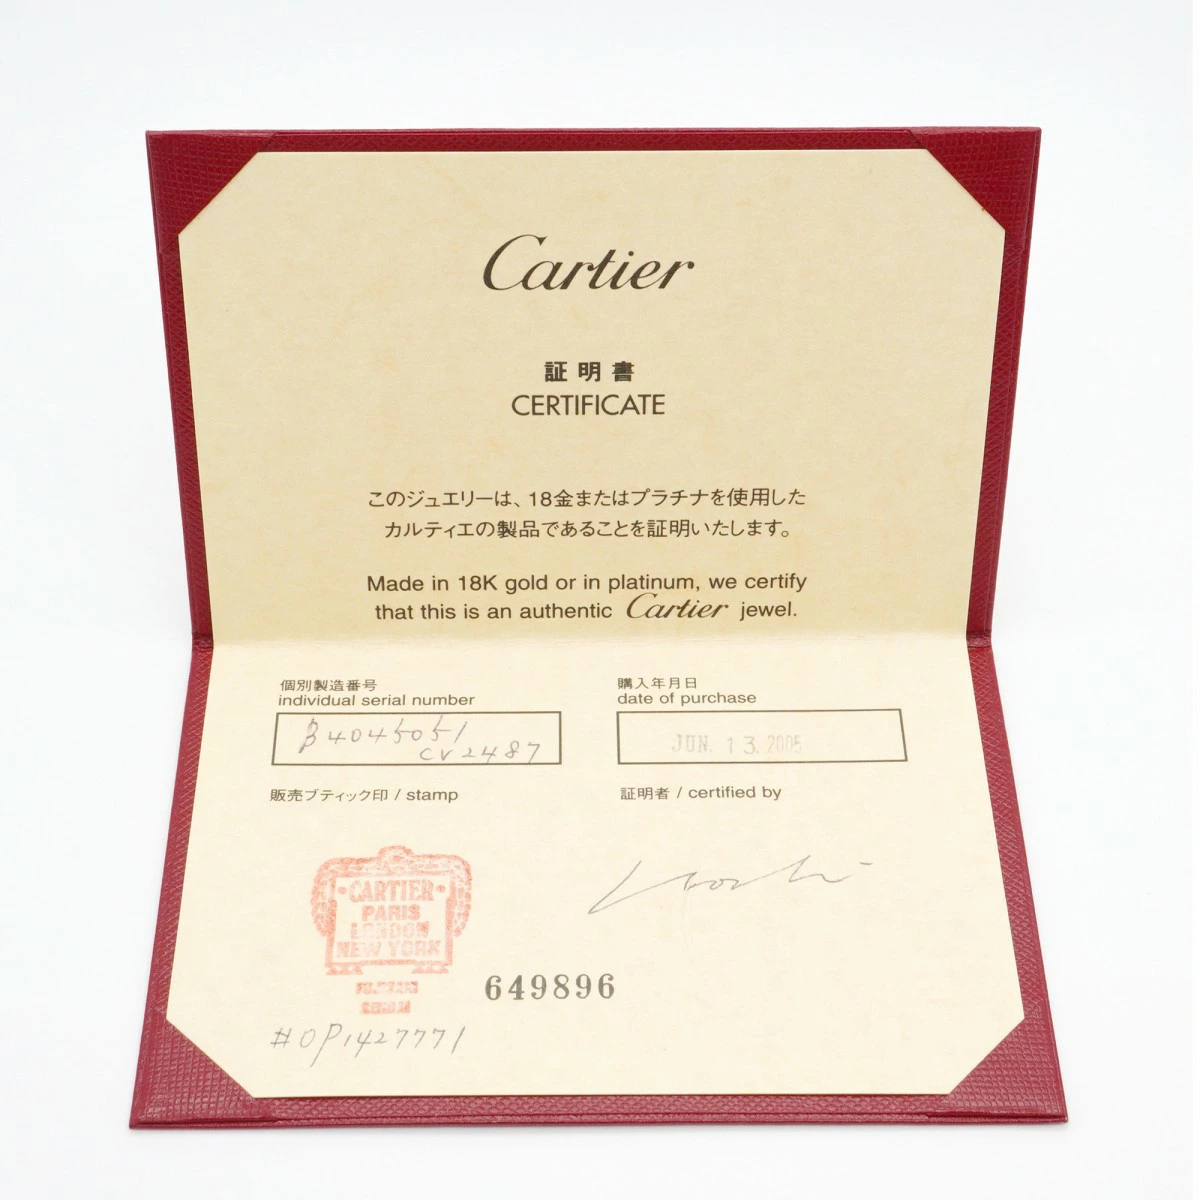 Cartier
証明書
CERTIFICATE
このジュエリーは、18金またはプラチナを使用した
カルティエの製品であることを証明いたします。
Made in 18K gold or in platinum, we certify
that this is an authentic Cartier jewel.
個別製造番号
individual serial number
B4045051
CV2487
購入年月日
date of purchase
JUN. 13. 2005
販売ブティック印 / stamp
証明者 / certified by
·CARTIER·
PARIS
LONDON
NEW YORK
649896
#OP1427771